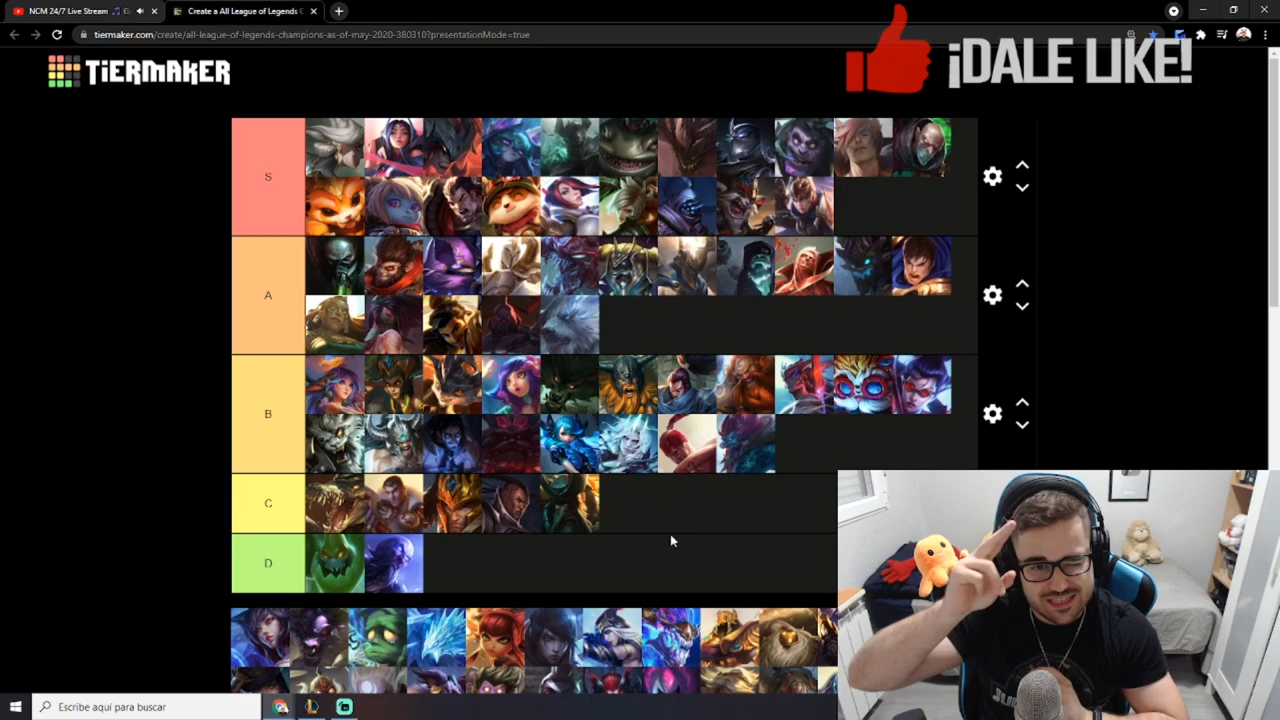 NCM 24/7 Live Stream
Create a All League of Legends C
tiermaker.com/create/all-league-of-legends-champions-as-of-may-2020-380310?presentationMode=true
TIERMAKER
¡DALE LIKE!
S
A
B
C
D
Escribe aquí para buscar